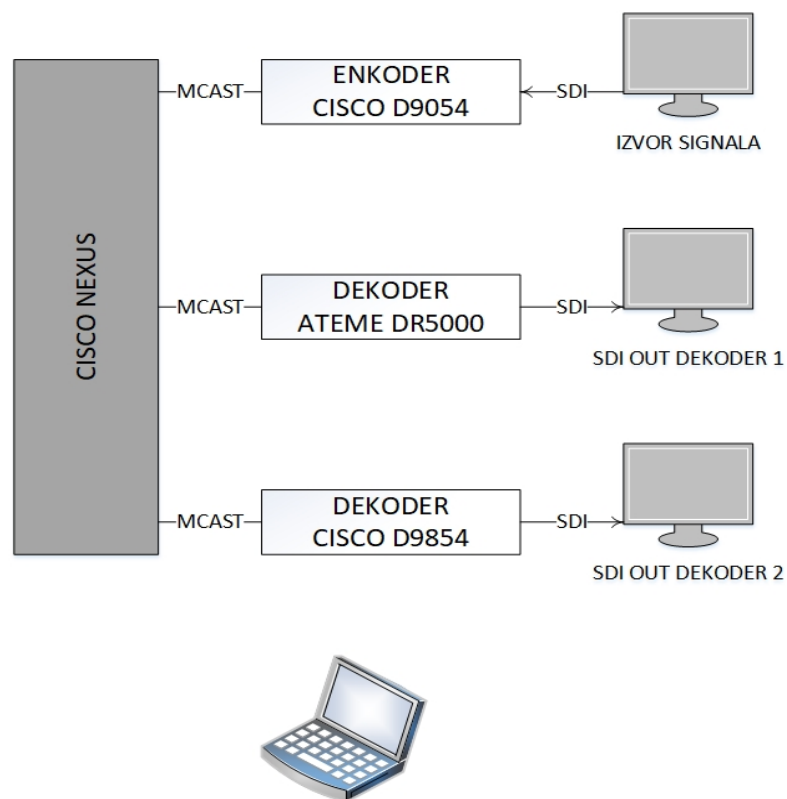 CISCO NEXUS
MCAST
ENKODER
CISCO D9054
SDI
IZVOR SIGNALA
MCAST
DEKODER
ATEME DR5000
SDI
SDI OUT DEKODER 1
MCAST
DEKODER
CISCO D9854
SDI
SDI OUT DEKODER 2